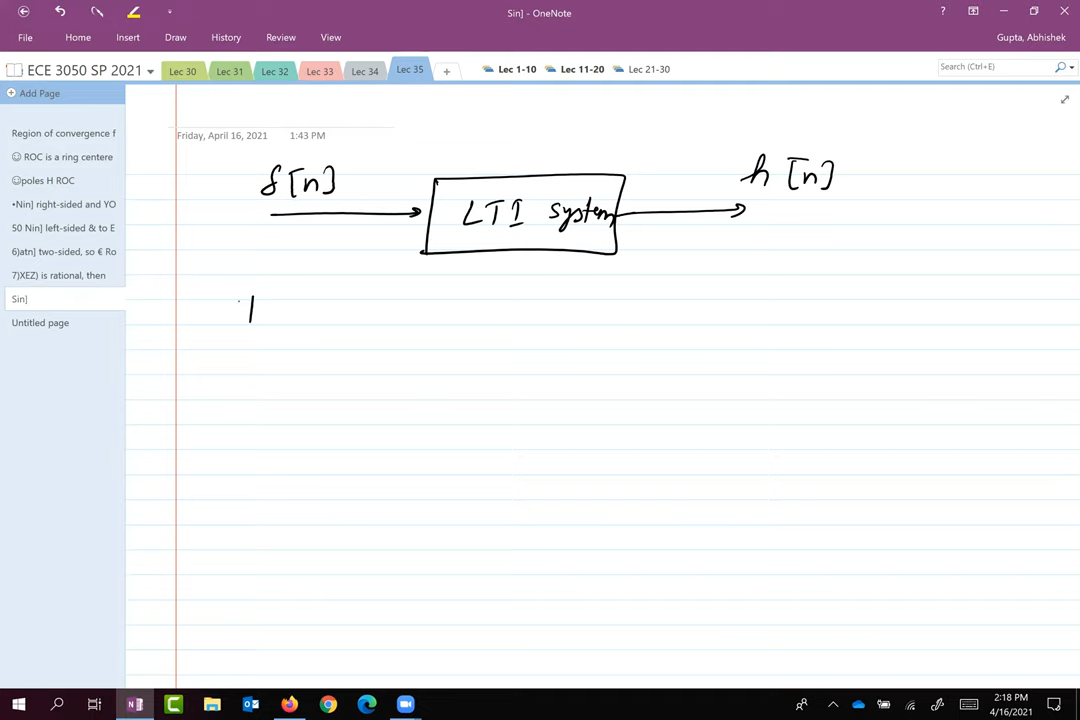 Sin] - OneNote
?
Gupta, Abhishek
File Home Insert Draw History Review View
ECE 3050 SP 2021
Lec 30 Lec 31 Lec 32 Lec 33 Lec 34 Lec 35 + Lec 1-10 Lec 11-20 Lec 21-30
Search (Ctrl+E)
Add Page
Region of convergence f
☺ ROC is a ring centere
☺poles H ROC
•Nin] right-sided and YO
50 Nin] left-sided & to E
6)atn] two-sided, so € Ro
7)XEZ) is rational, then
Sin]
Untitled page
Friday, April 16, 2021 1:43 PM
δ[n]
LTI system
h[n]
2:18 PM
4/16/2021